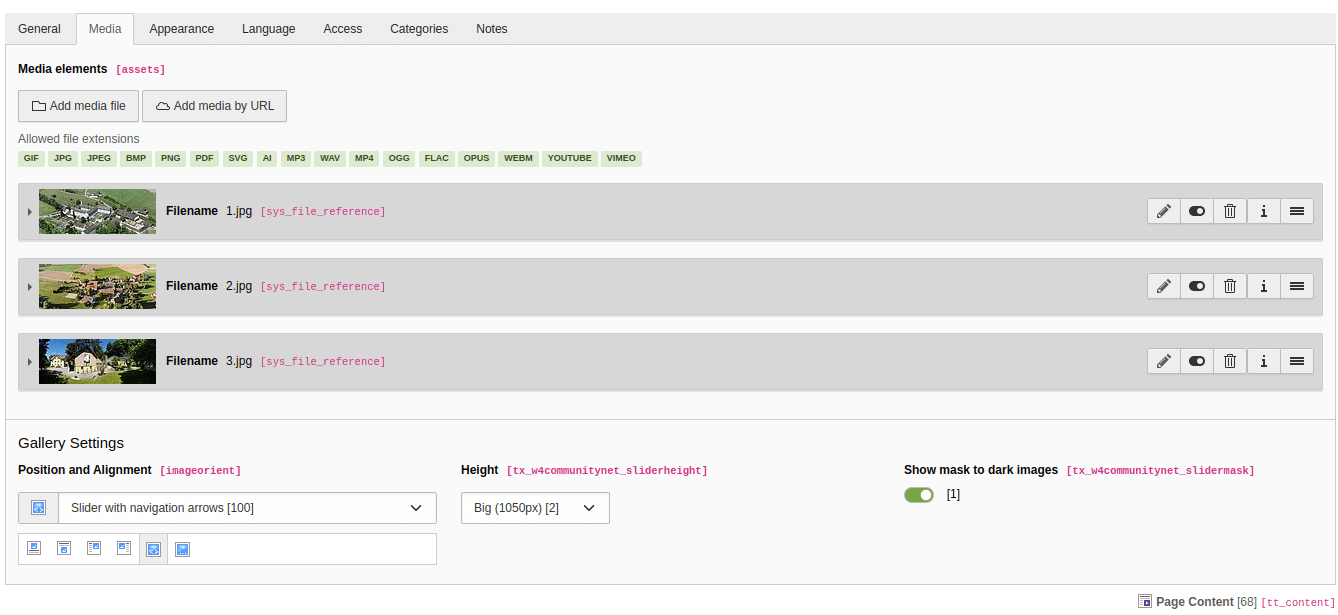 General Media Appearance Language Access Categories Notes
Media elements [assets]
Add media file Add media by URL
Allowed file extensions
GIF JPG JPEG BMP PNG PDF SVG AI MP3 WAV MP4 OGG FLAC OPUS WEBM YOUTUBE VIMEO
Filename 1.jpg [sys_file_reference]
Filename 2.jpg [sys_file_reference]
Filename 3.jpg [sys_file_reference]
Gallery Settings
Position and Alignment [imageorient] Height [tx_w4communitynet_sliderheight] Show mask to dark images [tx_w4communitynet_slidermask]
Slider with navigation arrows [100] Big (1050px) [2] [1]
Page Content [68] [tt_content]